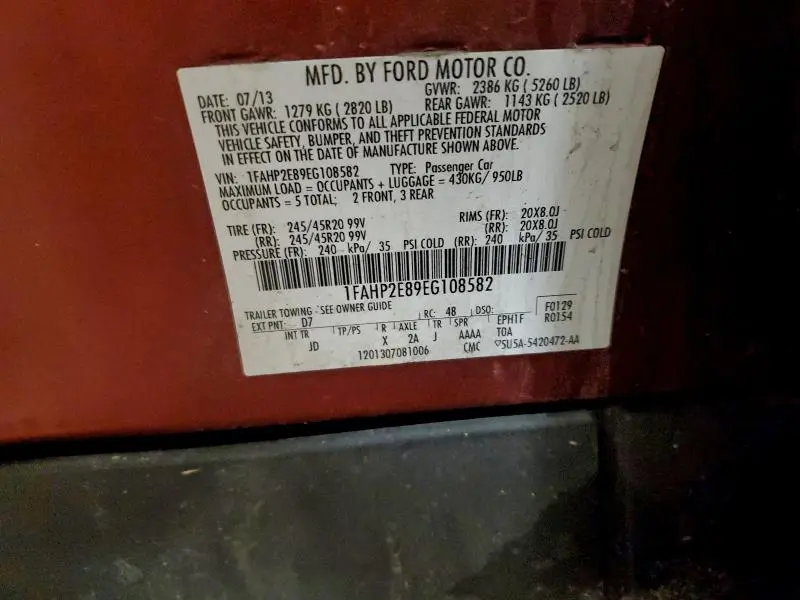 MFD. BY FORD MOTOR CO.
DATE: 07/13 GVWR: 2386 KG ( 5260 LB)
FRONT GAWR: 1279 KG ( 2820 LB) REAR GAWR: 1143 KG ( 2520 LB)
THIS VEHICLE CONFORMS TO ALL APPLICABLE FEDERAL MOTOR
VEHICLE SAFETY, BUMPER, AND THEFT PREVENTION STANDARDS
IN EFFECT ON THE DATE OF MANUFACTURE SHOWN ABOVE.
VIN: 1FAHP2E89EG108582 TYPE: Passenger Car
MAXIMUM LOAD = OCCUPANTS + LUGGAGE = 430KG/ 950LB
OCCUPANTS = 5 TOTAL; 2 FRONT, 3 REAR
TIRE (FR): 245/45R20 99V RIMS (FR): 20X8.0J
(RR): 245/45R20 99V (RR): 20X8.0J
PRESSURE (FR): 240 kPa/ 35 PSI COLD (RR): 240 kPa/ 35 PSI COLD
1FAHP2E89EG108582
TRAILER TOWING - SEE OWNER GUIDE
EXT PNT: D7 RC: 4B DSO: F0129
INT TR TP/PS R AXLE TR SPR EPH1F R0154
JD X 2A J AAAA TOA
1201307081006 CMC ♡SU5A-5420472-AA